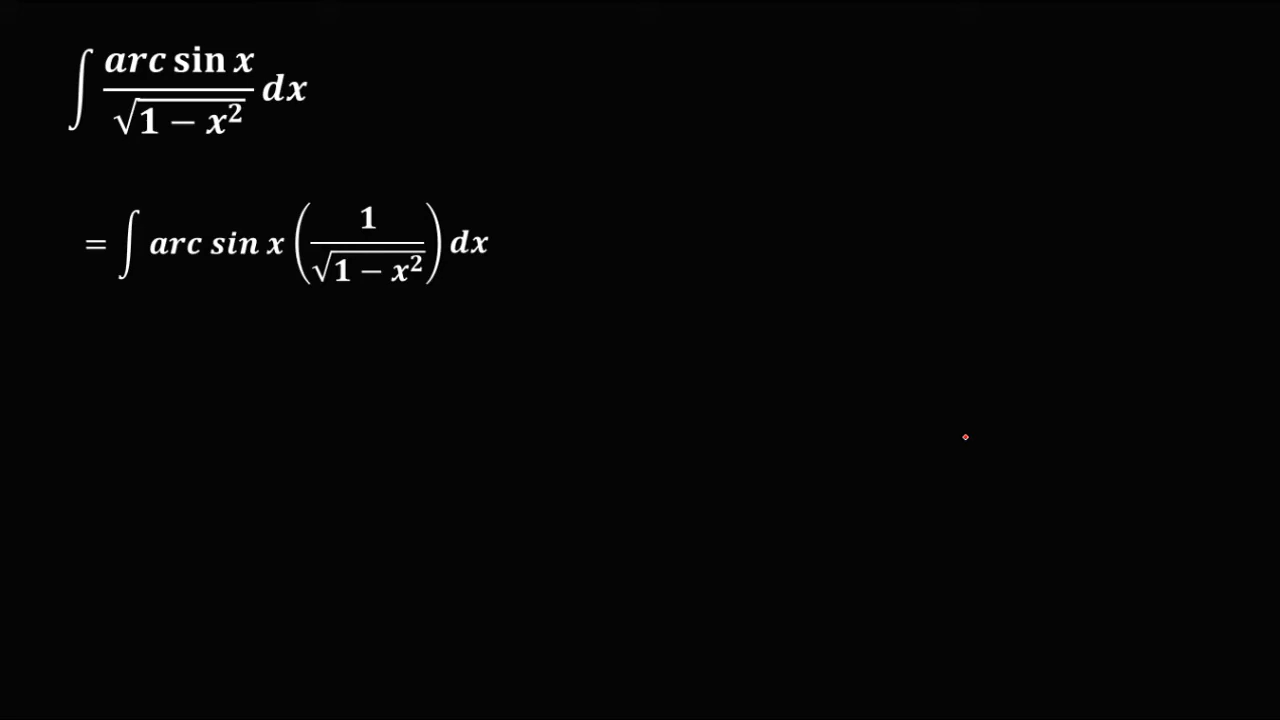 ∫ arc sin x / √(1 − x²) dx
= ∫ arc sin x (1 / √(1 − x²)) dx